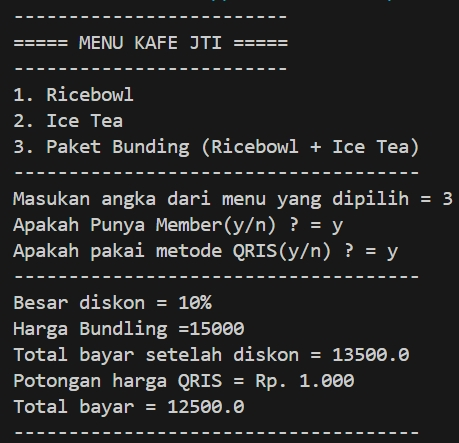 -------------------------
===== MENU KAFE JTI =====
-------------------------
1. Ricebowl
2. Ice Tea
3. Paket Bunding (Ricebowl + Ice Tea)
-------------------------------------
Masukan angka dari menu yang dipilih = 3
Apakah Punya Member(y/n) ? = y
Apakah pakai metode QRIS(y/n) ? = y
-------------------------------------
Besar diskon = 10%
Harga Bundling =15000
Total bayar setelah diskon = 13500.0
Potongan harga QRIS = Rp. 1.000
Total bayar = 12500.0
-------------------------------------